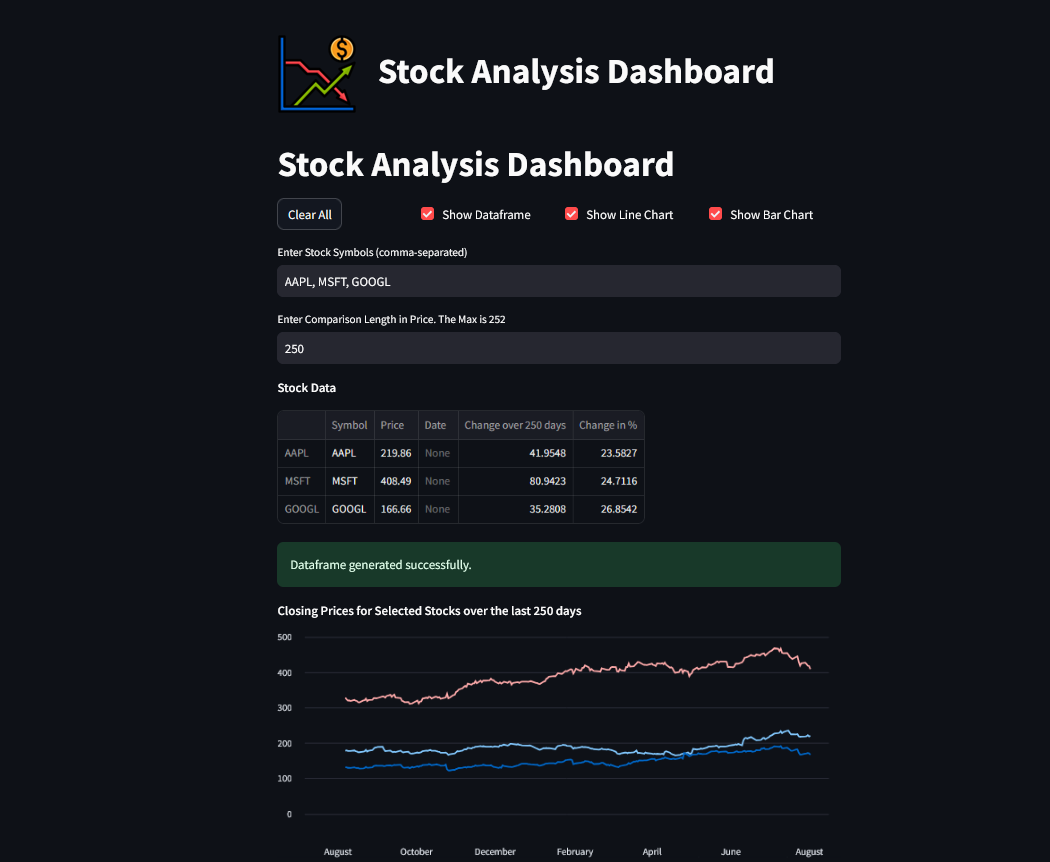 $
Stock Analysis Dashboard
Stock Analysis Dashboard
Clear All Show Dataframe Show Line Chart Show Bar Chart
Enter Stock Symbols (comma-separated)
AAPL, MSFT, GOOGL
Enter Comparison Length in Price. The Max is 252
250
Stock Data
Symbol Price Date Change over 250 days Change in %
AAPL AAPL 219.86 None 41.9548 23.5827
MSFT MSFT 408.49 None 80.9423 24.7116
GOOGL GOOGL 166.66 None 35.2808 26.8542
Dataframe generated successfully.
Closing Prices for Selected Stocks over the last 250 days
500
400
300
200
100
0
August October December February April June August